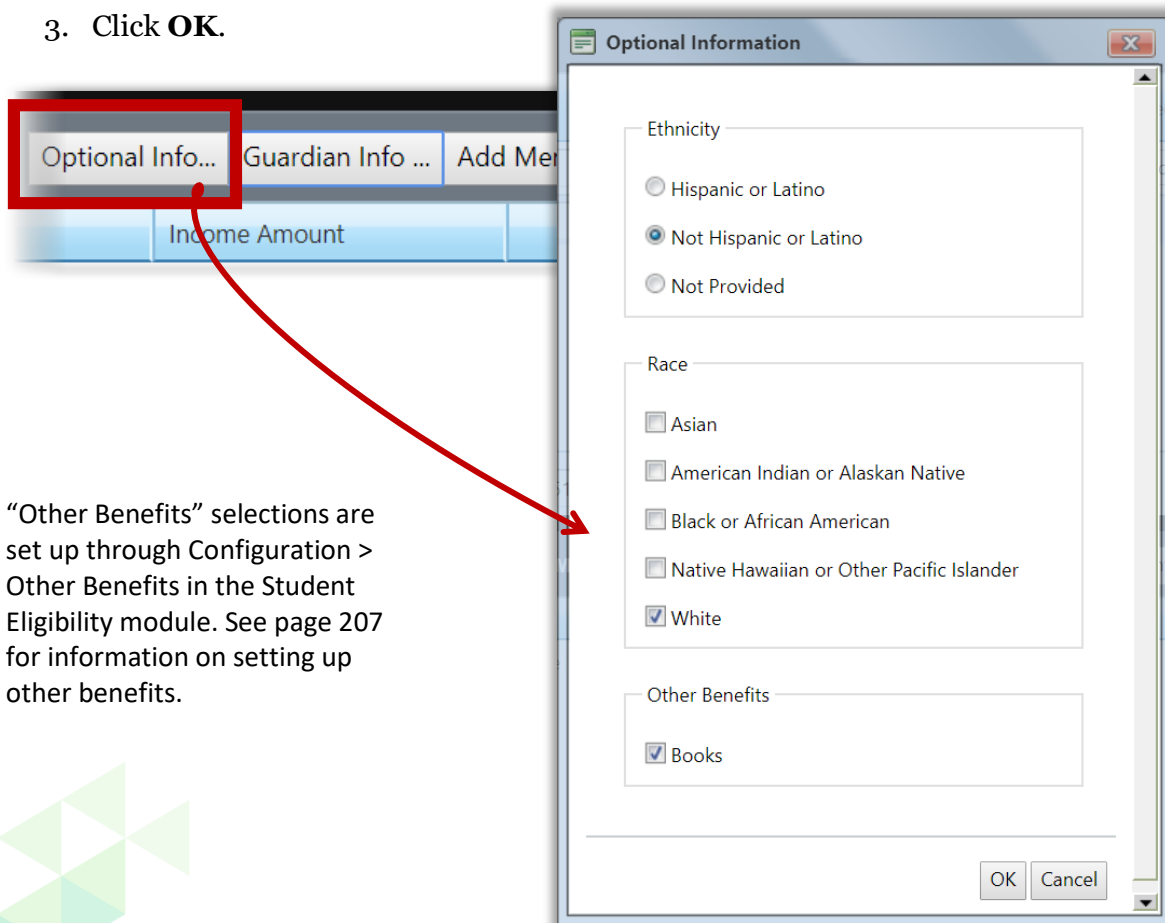 3. Click OK.
Optional Info... Guardian Info ... Add Me
Income Amount
"Other Benefits" selections are
set up through Configuration >
Other Benefits in the Student
Eligibility module. See page 207
for information on setting up
other benefits.
Optional Information
Ethnicity
Hispanic or Latino
Not Hispanic or Latino
Not Provided
Race
Asian
American Indian or Alaskan Native
Black or African American
Native Hawaiian or Other Pacific Islander
White
Other Benefits
Books
OK Cancel